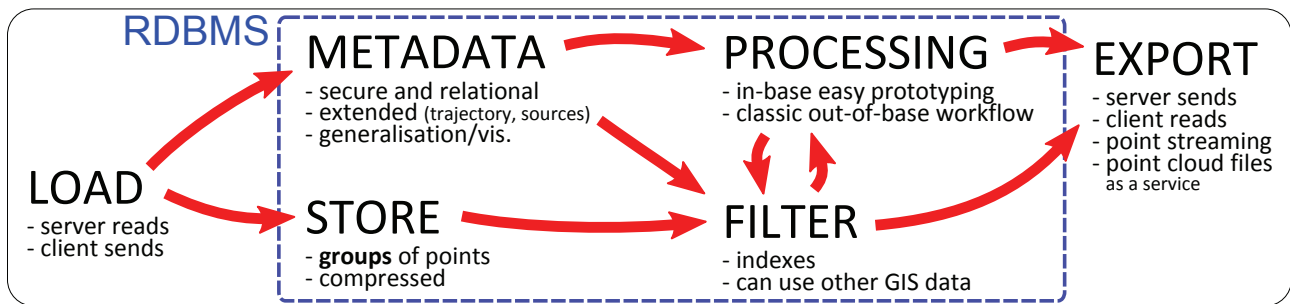 RDBMS
LOAD
- server reads
- client sends
METADATA
- secure and relational
- extended (trajectory, sources)
- generalisation/vis.
STORE
- groups of points
- compressed
PROCESSING
- in-base easy prototyping
- classic out-of-base workflow
FILTER
- indexes
- can use other GIS data
EXPORT
- server sends
- client reads
- point streaming
- point cloud files
as a service